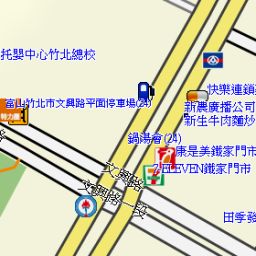 托嬰中心竹北總校
快樂連鎖
富山竹北市文興路平面停車場(24)
新農廣播公司
特力屋
新生牛肉麵炒
鍋湯會(24)
康是美鐵家門市
7-ELEVEN鐵家門市
文興路一段
文興路
田季發